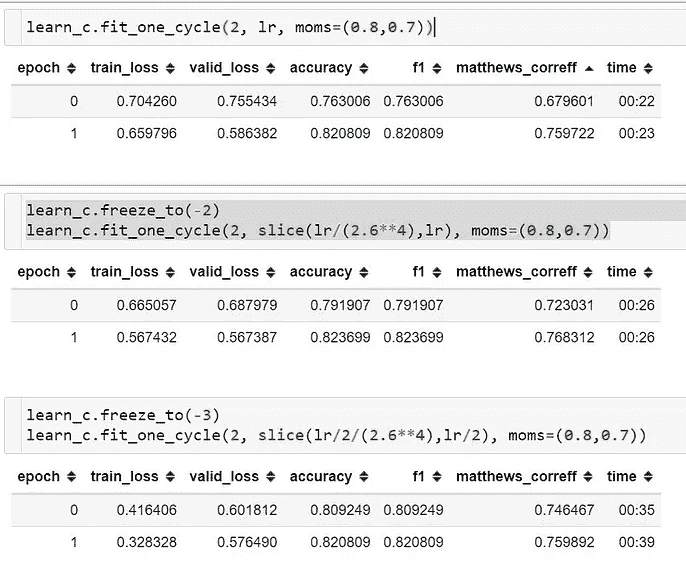 learn_c.fit_one_cycle(2, lr, moms=(0.8,0.7))
epoch train_loss valid_loss accuracy f1 matthews_correff time
0 0.704260 0.755434 0.763006 0.763006 0.679601 00:22
1 0.659796 0.586382 0.820809 0.820809 0.759722 00:23
learn_c.freeze_to(-2)
learn_c.fit_one_cycle(2, slice(lr/(2.6**4),lr), moms=(0.8,0.7))
epoch train_loss valid_loss accuracy f1 matthews_correff time
0 0.665057 0.687979 0.791907 0.791907 0.723031 00:26
1 0.567432 0.567387 0.823699 0.823699 0.768312 00:26
learn_c.freeze_to(-3)
learn_c.fit_one_cycle(2, slice(lr/2/(2.6**4),lr/2), moms=(0.8,0.7))
epoch train_loss valid_loss accuracy f1 matthews_correff time
0 0.416406 0.601812 0.809249 0.809249 0.746467 00:35
1 0.328328 0.576490 0.820809 0.820809 0.759892 00:39